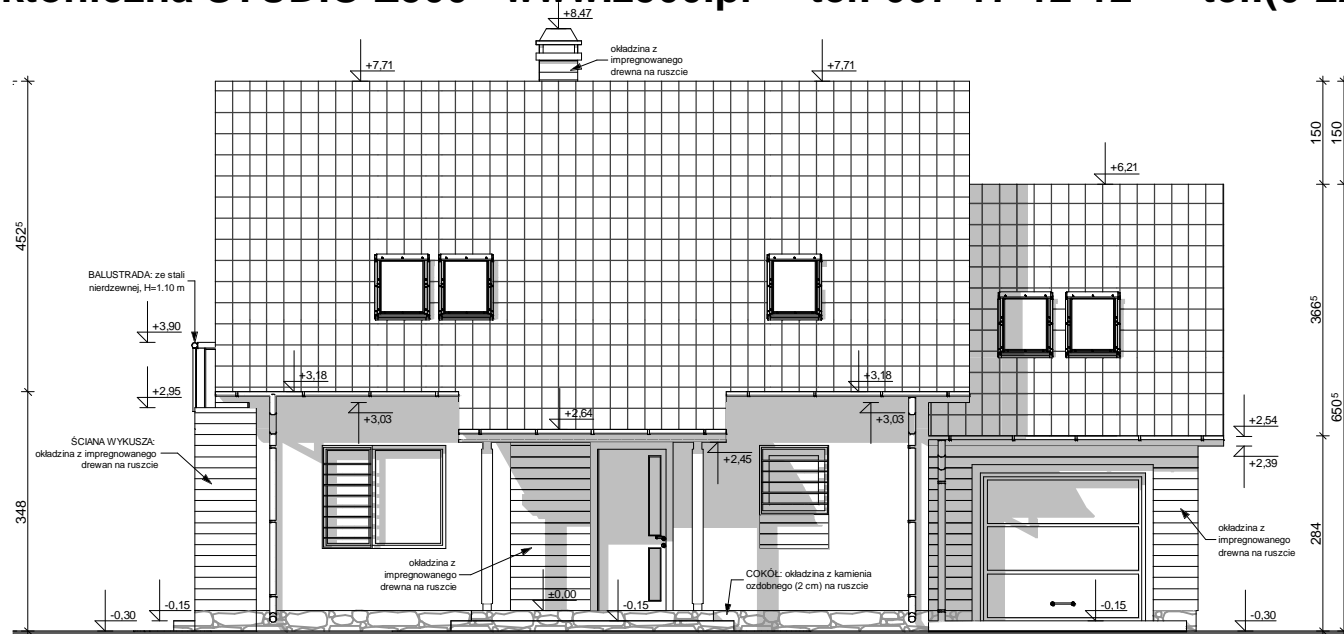 +8,47
okładzina z
impregnowanego
drewna na ruszcie
+7,71
+7,71
150
150
+6,21
452⁵
366⁵
650⁵
BALUSTRADA: ze stali
nierdzewnej, H=1.10 m
+3,90
+2,95
+3,18
+3,18
+3,03
+3,03
+2,64
+2,45
+2,54
+2,39
ŚCIANA WYKUSZA:
okładzina z impregnowanego
drewan na ruszcie
348
284
okładzina z
impregnowanego
drewna na ruszcie
okładzina z
impregnowanego
drewna na ruszcie
COKÓŁ: okładzina z kamienia
ozdobnego (2 cm) na ruszcie
±0,00
-0,15
-0,15
-0,15
-0,30
-0,30